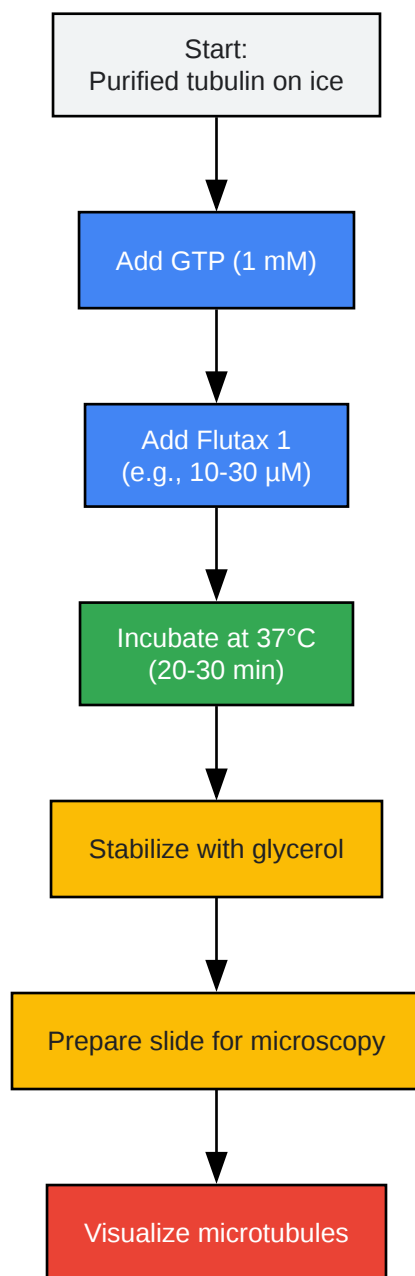 Start:
Purified tubulin on ice
Add GTP (1 mM)
Add Flutax 1
(e.g., 10-30 µM)
Incubate at 37°C
(20-30 min)
Stabilize with glycerol
Prepare slide for microscopy
Visualize microtubules